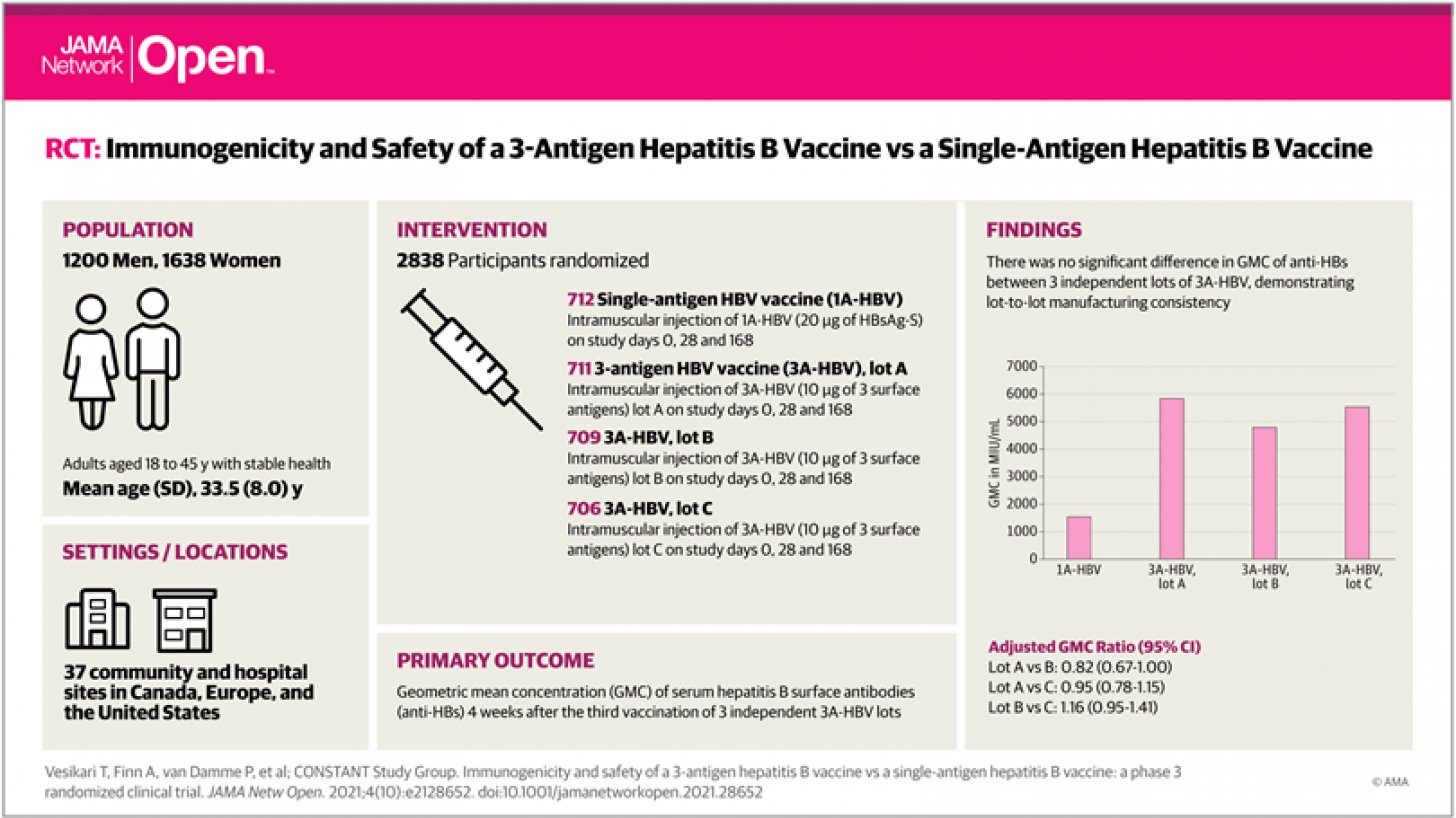 JAMA
Network
Open™
RCT: Immunogenicity and Safety of a 3-Antigen Hepatitis B Vaccine vs a Single-Antigen Hepatitis B Vaccine
POPULATION
1200 Men, 1638 Women
Adults aged 18 to 45 y with stable health
Mean age (SD), 33.5 (8.0) y
SETTINGS / LOCATIONS
37 community and hospital
sites in Canada, Europe, and
the United States
INTERVENTION
2838 Participants randomized
712 Single-antigen HBV vaccine (1A-HBV)
Intramuscular injection of 1A-HBV (20 µg of HBsAg-S)
on study days 0, 28 and 168
711 3-antigen HBV vaccine (3A-HBV), lot A
Intramuscular injection of 3A-HBV (10 µg of 3 surface
antigens) lot A on study days 0, 28 and 168
709 3A-HBV, lot B
Intramuscular injection of 3A-HBV (10 µg of 3 surface
antigens) lot B on study days 0, 28 and 168
706 3A-HBV, lot C
Intramuscular injection of 3A-HBV (10 µg of 3 surface
antigens) lot C on study days 0, 28 and 168
PRIMARY OUTCOME
Geometric mean concentration (GMC) of serum hepatitis B surface antibodies
(anti-HBs) 4 weeks after the third vaccination of 3 independent 3A-HBV lots
FINDINGS
There was no significant difference in GMC of anti-HBs
between 3 independent lots of 3A-HBV, demonstrating
lot-to-lot manufacturing consistency
GMC in MIU/mL
7000
6000
5000
4000
3000
2000
1000
0
1A-HBV
3A-HBV,
lot A
3A-HBV,
lot B
3A-HBV,
lot C
Adjusted GMC Ratio (95% CI)
Lot A vs B: 0.82 (0.67-1.00)
Lot A vs C: 0.95 (0.78-1.15)
Lot B vs C: 1.16 (0.95-1.41)
Vesikari T, Finn A, van Damme P, et al; CONSTANT Study Group. Immunogenicity and safety of a 3-antigen hepatitis B vaccine vs a single-antigen hepatitis B vaccine: a phase 3
randomized clinical trial. JAMA Netw Open. 2021;4(10):e2128652. doi:10.1001/jamanetworkopen.2021.28652
© AMA